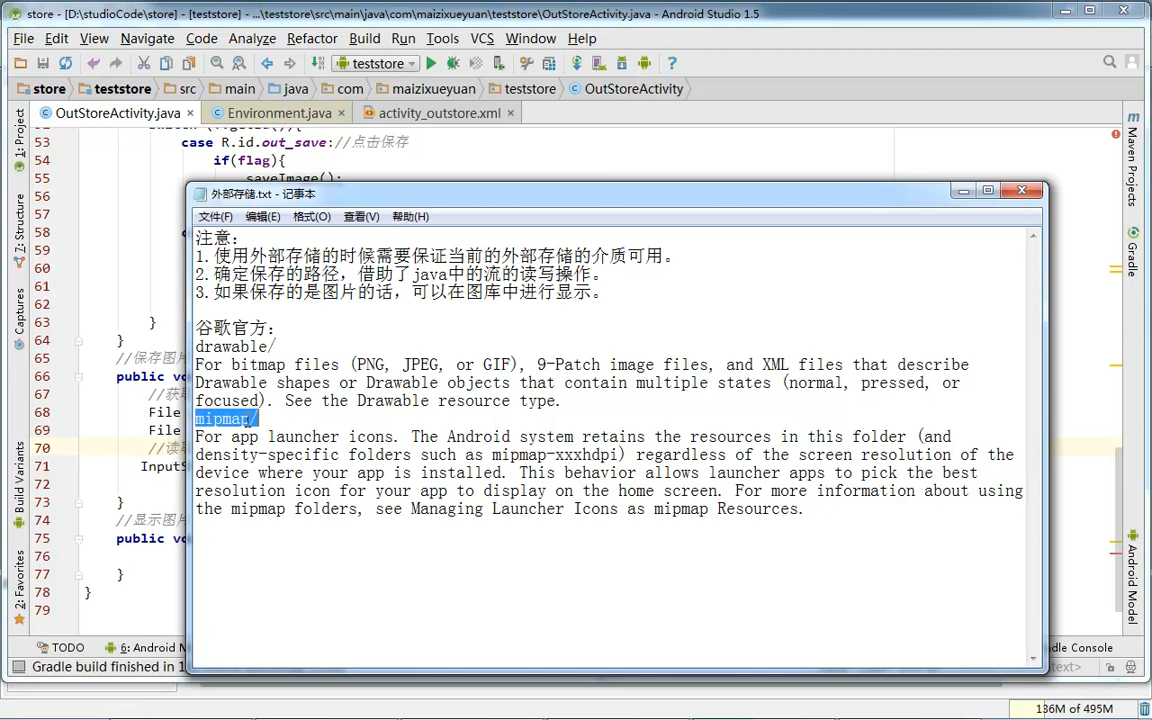 store - [D:\studioCode\store] - [teststore] - ...\teststore\src\main\java\com\maizixueyuan\teststore\OutStoreActivity.java - Android Studio 1.5
File Edit View Navigate Code Analyze Refactor Build Run Tools VCS Window Help
teststore
store teststore src main java com maizixueyuan teststore OutStoreActivity
OutStoreActivity.java Environment.java activity_outstore.xml
1: Project
7: Structure
Captures
Build Variants
2: Favorites
53 case R.id.out_save://点击保存
54 if(flag){
55 saveImage();
56
57
58
59
60
61
62
63 }
64 }
65 //保存图片
66 public vo
67 //获
68 File
69 File
70 //读
71 InputS
72
73 }
74 //显示图片
75 public vo
76
77 }
78 }
79
外部存储.txt - 记事本
文件(F) 编辑(E) 格式(O) 查看(V) 帮助(H)
注意：
1.使用外部存储的时候需要保证当前的外部存储的介质可用。
2.确定保存的路径，借助了java中的流的读写操作。
3.如果保存的是图片的话，可以在图库中进行显示。
谷歌官方：
drawable/
For bitmap files (PNG, JPEG, or GIF), 9-Patch image files, and XML files that describe
Drawable shapes or Drawable objects that contain multiple states (normal, pressed, or
focused). See the Drawable resource type.
mipmap/
For app launcher icons. The Android system retains the resources in this folder (and
density-specific folders such as mipmap-xxxhdpi) regardless of the screen resolution of the
device where your app is installed. This behavior allows launcher apps to pick the best
resolution icon for your app to display on the home screen. For more information about using
the mipmap folders, see Managing Launcher Icons as mipmap Resources.
Maven Projects
Gradle
Android Model
TODO 6: Android M
dle Console
Gradle build finished in 1
text>
136M of 495M